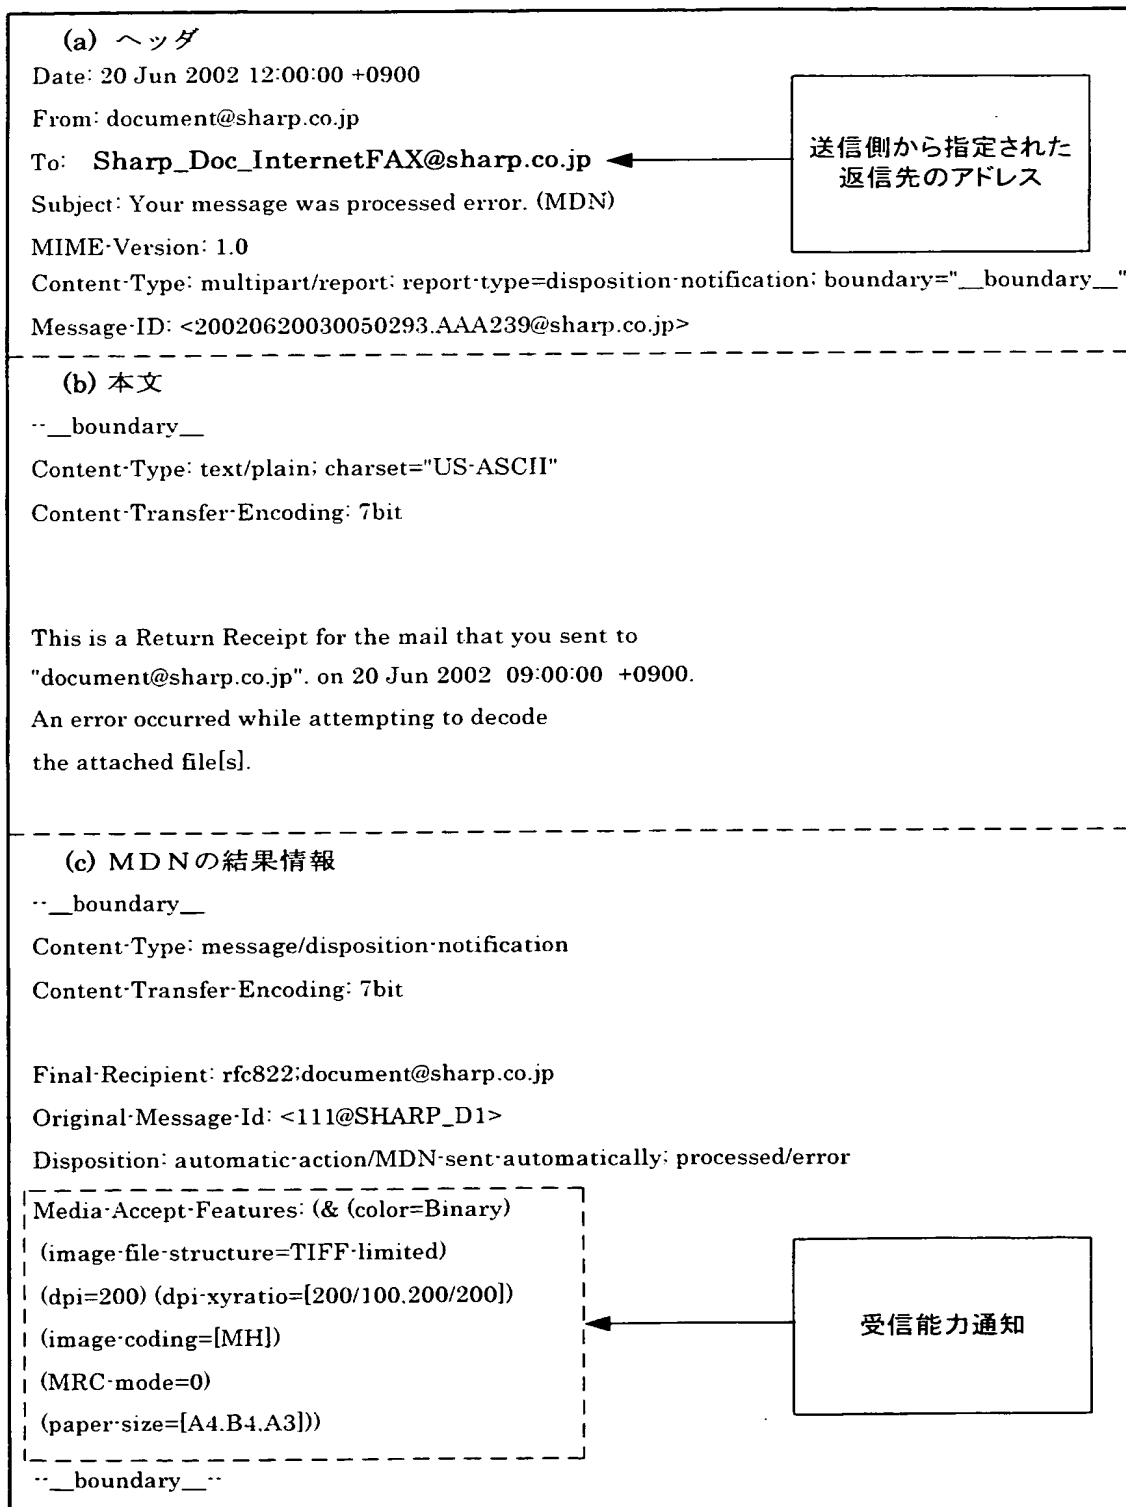 (a) ヘッダ
Date: 20 Jun 2002 12:00:00 +0900
From: document@sharp.co.jp
To: Sharp_Doc_InternetFAX@sharp.co.jp
送信側から指定された
返信先のアドレス
Subject: Your message was processed error. (MDN)
MIME-Version: 1.0
Content-Type: multipart/report; report-type=disposition-notification; boundary="__boundary__"
Message-ID: <20020620030050293.AAA239@sharp.co.jp>
(b) 本文
--__boundary__
Content-Type: text/plain; charset="US-ASCII"
Content-Transfer-Encoding: 7bit
This is a Return Receipt for the mail that you sent to
"document@sharp.co.jp". on 20 Jun 2002 09:00:00 +0900.
An error occurred while attempting to decode
the attached file[s].
(c) MDNの結果情報
--__boundary__
Content-Type: message/disposition-notification
Content-Transfer-Encoding: 7bit
Final-Recipient: rfc822;document@sharp.co.jp
Original-Message-Id: <111@SHARP_D1>
Disposition: automatic-action/MDN-sent-automatically; processed/error
Media-Accept-Features: (& (color=Binary)
(image-file-structure=TIFF-limited)
(dpi=200) (dpi-xyratio=[200/100,200/200])
(image-coding=[MH])
(MRC-mode=0)
(paper-size=[A4,B4,A3]))
受信能力通知
--__boundary__--